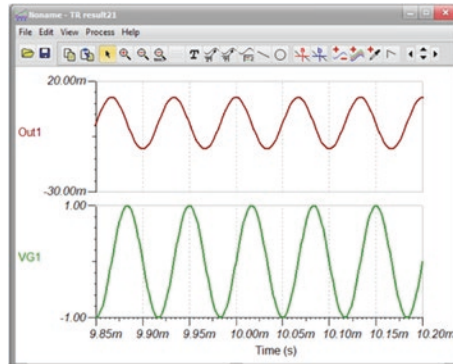 Noname - TR result21
File Edit View Process Help
T
20.00m
Out1
-30.00m
1.00
VG1
-1.00
9.85m 9.90m 9.95m 10.00m 10.05m 10.10m 10.15m 10.20m
Time (s)